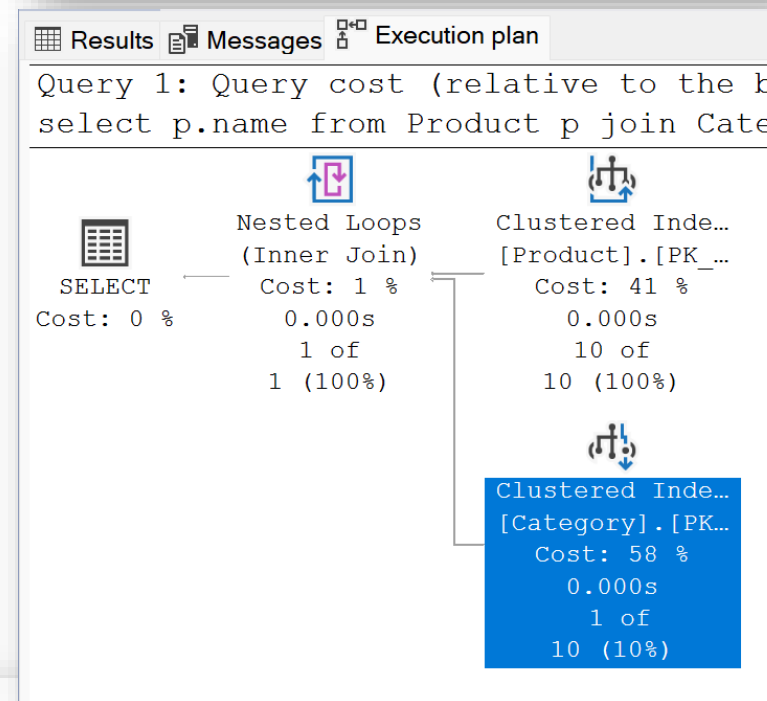 Results Messages Execution plan
Query 1: Query cost (relative to the b
select p.name from Product p join Cate
Nested Loops
(Inner Join)
Cost: 1 %
0.000s
1 of
1 (100%)
Clustered Inde…
[Product].[PK_…
Cost: 41 %
0.000s
10 of
10 (100%)
SELECT
Cost: 0 %
Clustered Inde…
[Category].[PK…
Cost: 58 %
0.000s
1 of
10 (10%)